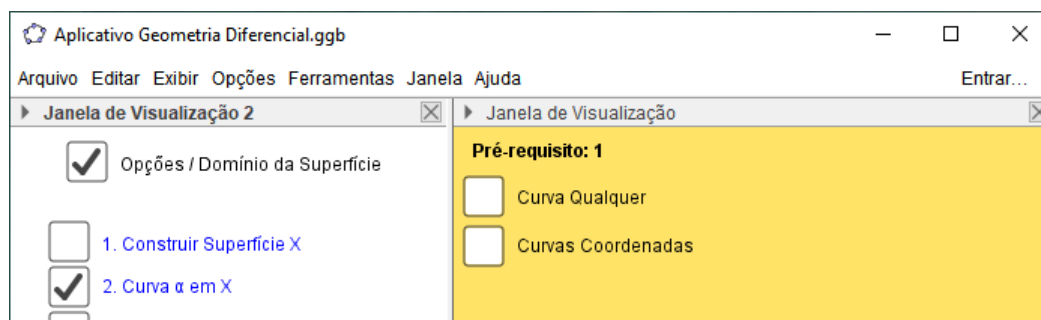 Aplicativo Geometria Diferencial.ggb
Arquivo Editar Exibir Opções Ferramentas Janela Ajuda Entrar...
Janela de Visualização 2
Opções / Domínio da Superfície
1. Construir Superfície X
2. Curva α em X
Janela de Visualização
Pré-requisito: 1
Curva Qualquer
Curvas Coordenadas